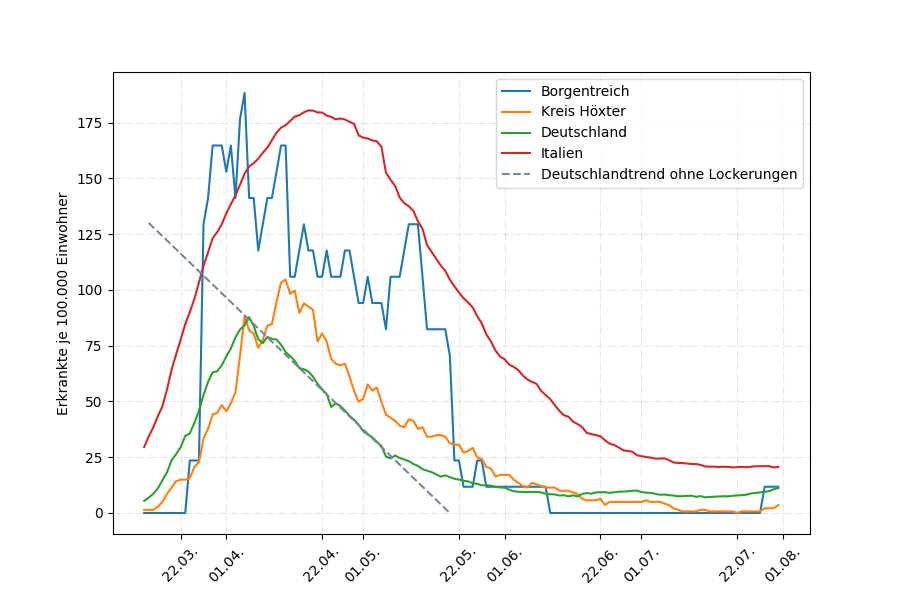 Borgentreich
Kreis Höxter
Deutschland
Italien
Deutschlandtrend ohne Lockerungen
Erkrankte je 100.000 Einwohner
175
150
125
100
75
50
25
0
22.03. 01.04. 22.04. 01.05. 22.05. 01.06. 22.06. 01.07. 22.07. 01.08.